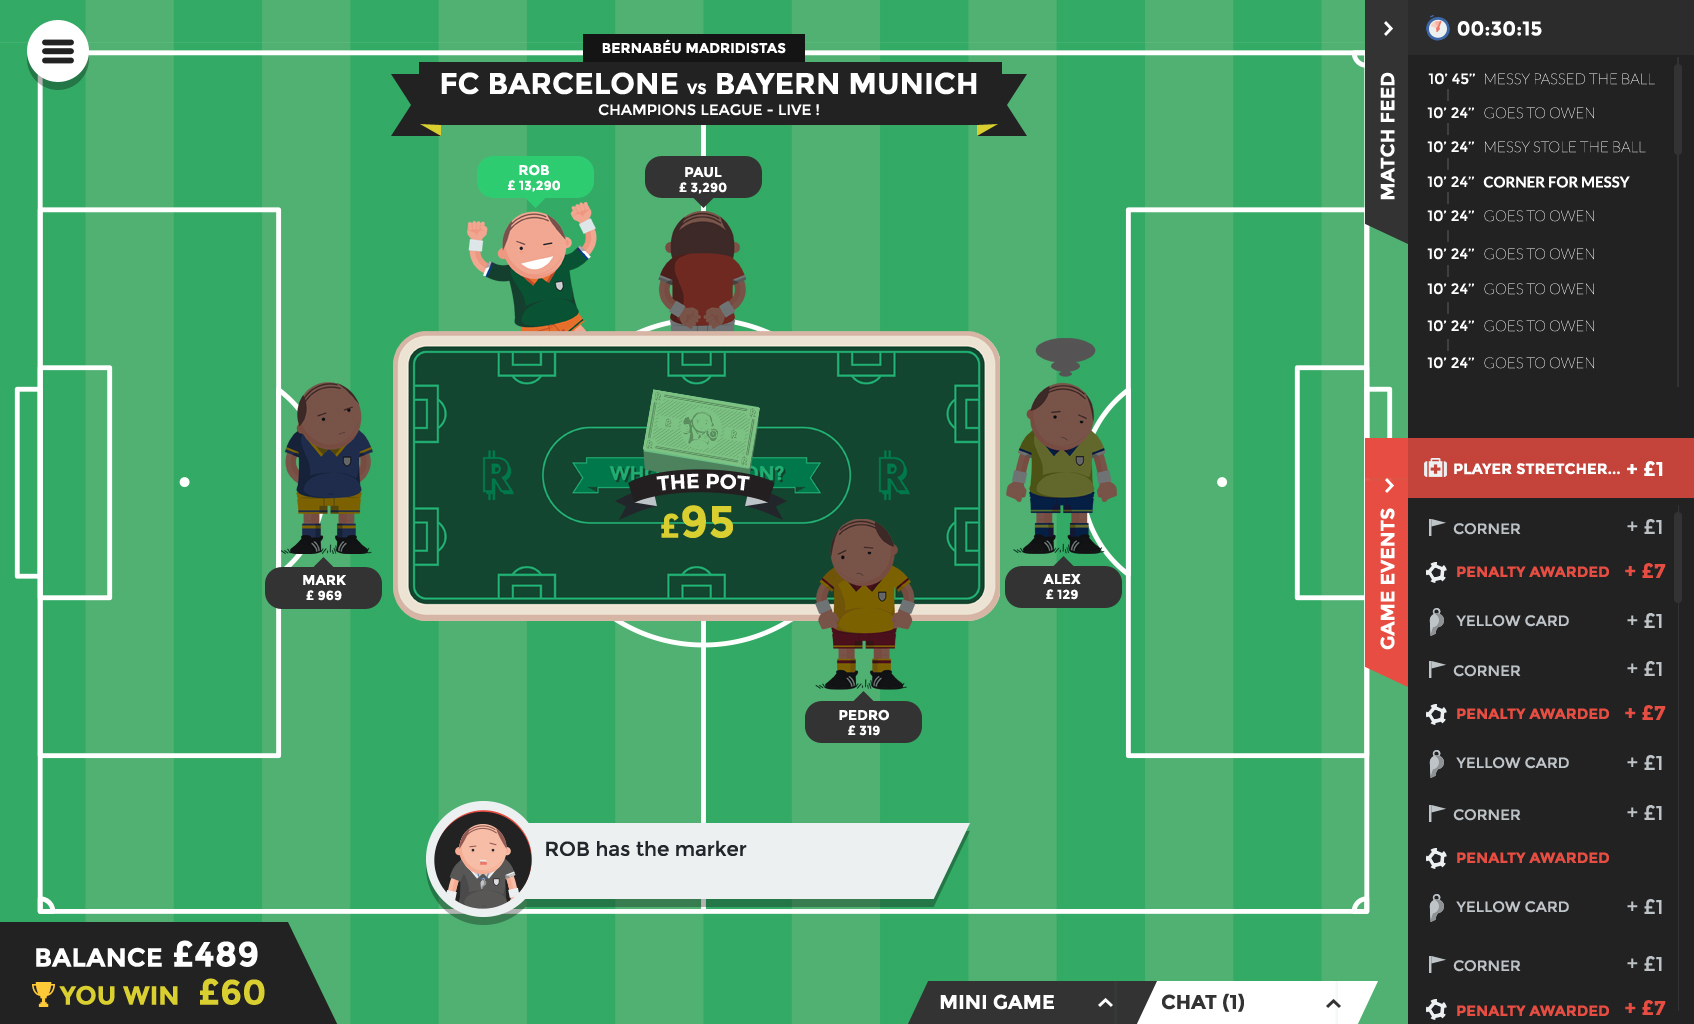 BERNABÉU MADRIDISTAS
FC BARCELONE VS BAYERN MUNICH
CHAMPIONS LEAGUE - LIVE !
ROB
£ 13,290
PAUL
£ 3,290
THE POT
£95
MARK
£ 969
ALEX
£ 129
PEDRO
£ 319
ROB has the marker
BALANCE £489
YOU WIN £60
MINI GAME
CHAT (1)
MATCH FEED
00:30:15
10' 45" MESSY PASSED THE BALL
10' 24" GOES TO OWEN
10' 24" MESSY STOLE THE BALL
10' 24" CORNER FOR MESSY
10' 24" GOES TO OWEN
10' 24" GOES TO OWEN
10' 24" GOES TO OWEN
10' 24" GOES TO OWEN
10' 24" GOES TO OWEN
GAME EVENTS
PLAYER STRETCHER... + £1
CORNER + £1
PENALTY AWARDED + £7
YELLOW CARD + £1
CORNER + £1
PENALTY AWARDED + £7
YELLOW CARD + £1
CORNER + £1
PENALTY AWARDED
YELLOW CARD + £1
CORNER + £1
PENALTY AWARDED + £7